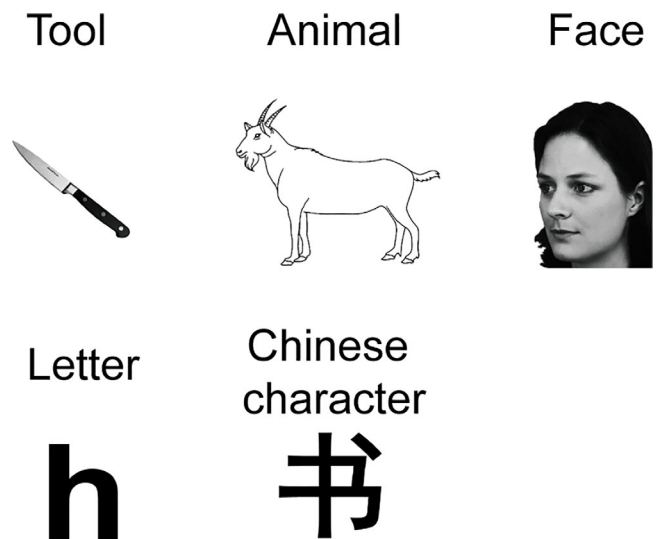 Tool Animal Face
Letter
Chinese
character
h
书